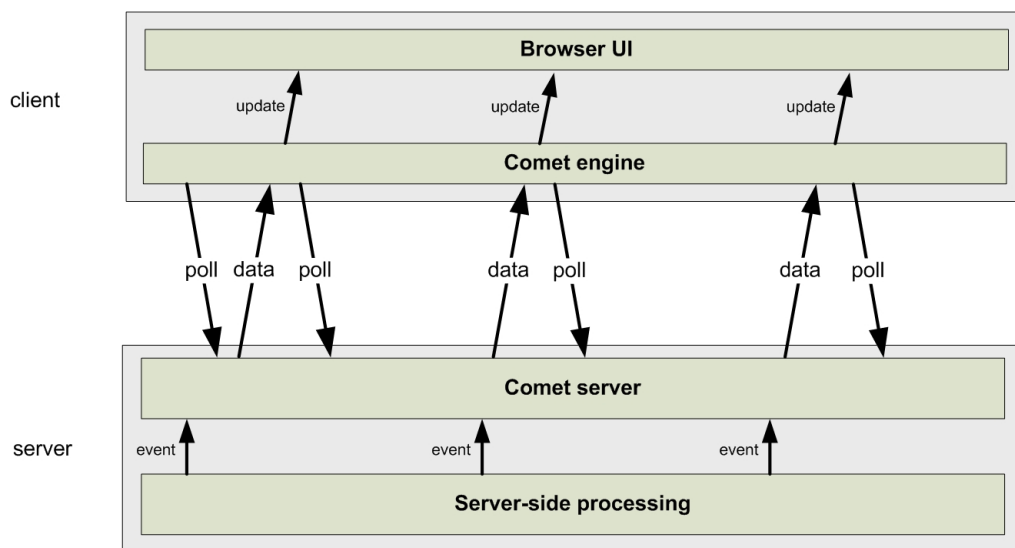 Browser UI
client
update
update
update
Comet engine
poll
data
poll
data
poll
data
poll
Comet server
server
event
event
event
Server-side processing